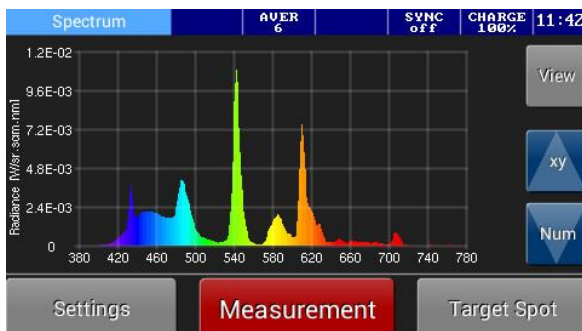 Spectrum
AVER 6
SYNC off
CHARGE 100%
11:42
Radiance [W/sr.sqm.nm]
1.2E-02
9.6E-03
7.2E-03
4.8E-03
2.4E-03
0
380 420 460 500 540 580 620 660 700 740 780
View
xy
Num
Settings
Measurement
Target Spot